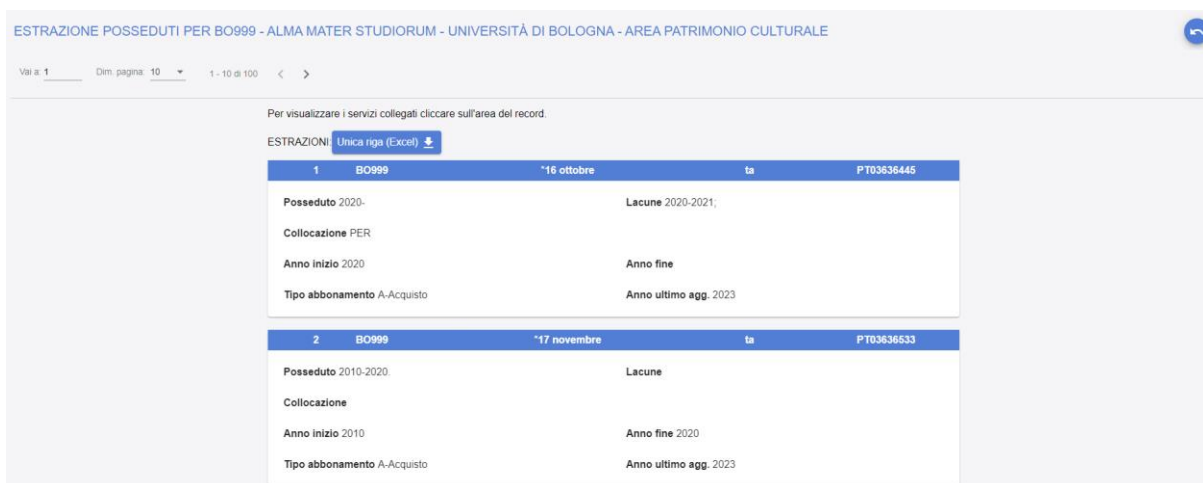 ESTRAZIONE POSSEDUTI PER BO999 - ALMA MATER STUDIORUM - UNIVERSITÀ DI BOLOGNA - AREA PATRIMONIO CULTURALE
Vai a: 1 Dim. pagina: 10 1 - 10 di 100
Per visualizzare i servizi collegati cliccare sull'area del record.
ESTRAZIONI: Unica riga (Excel)
1 BO999 *16 ottobre ta PT03636445
Posseduto 2020- Lacune 2020-2021;
Collocazione PER
Anno inizio 2020 Anno fine
Tipo abbonamento A-Acquisto Anno ultimo agg. 2023
2 BO999 *17 novembre ta PT03636533
Posseduto 2010-2020. Lacune
Collocazione
Anno inizio 2010 Anno fine 2020
Tipo abbonamento A-Acquisto Anno ultimo agg. 2023